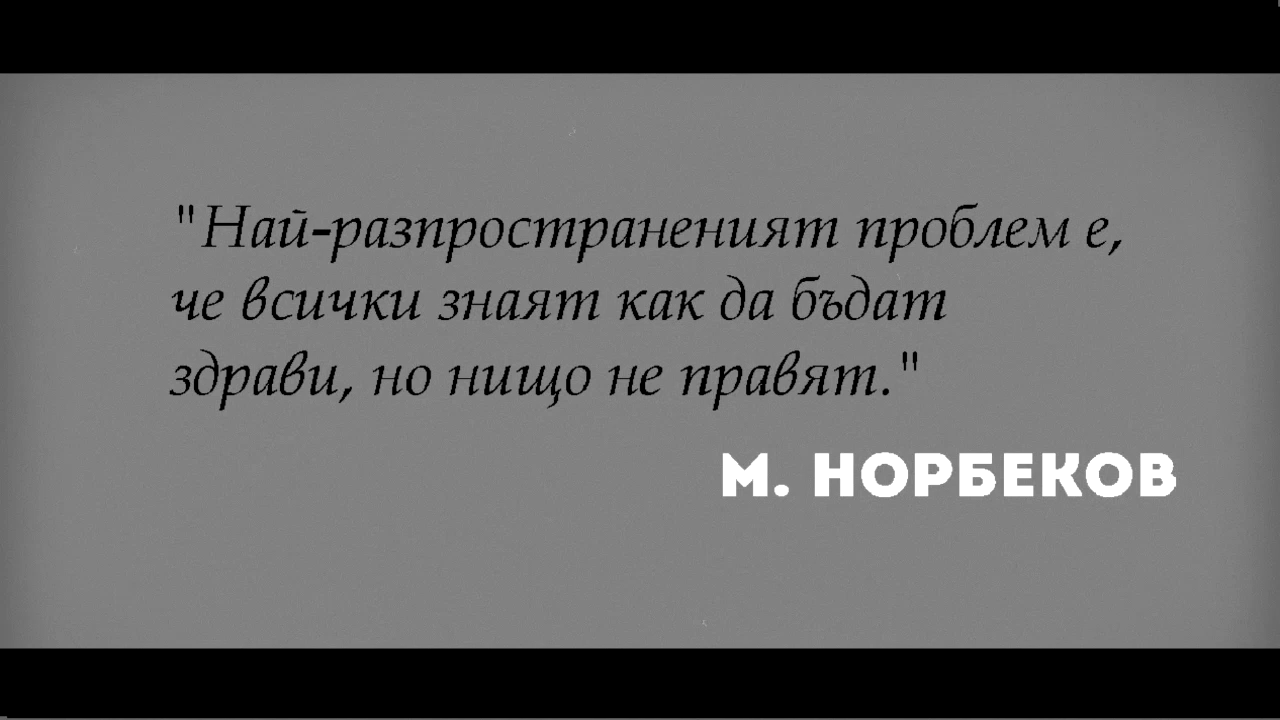 "Най-разпространеният проблем е,
че всички знаят как да бъдат
здрави, но нищо не правят."
М. НОРБЕКОВ